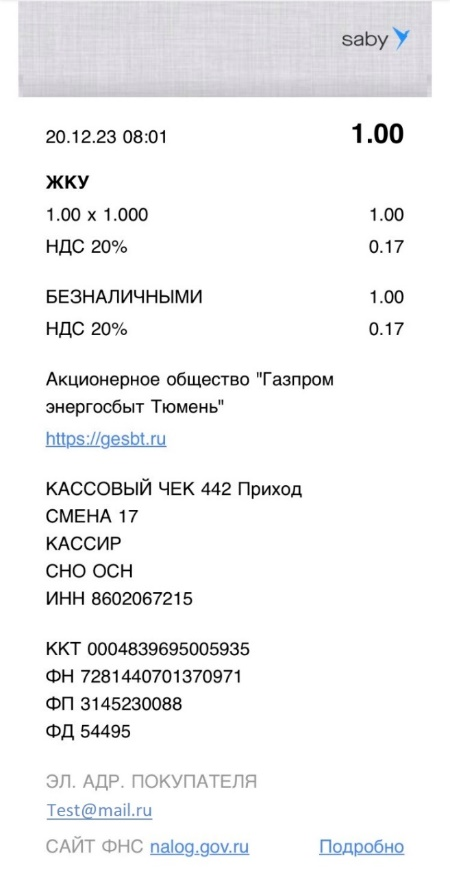 saby
20.12.23 08:01 1.00
ЖКУ
1.00 x 1.000 1.00
НДС 20% 0.17
БЕЗНАЛИЧНЫМИ 1.00
НДС 20% 0.17
Акционерное общество "Газпром
энергосбыт Тюмень"
https://gesbt.ru
КАССОВЫЙ ЧЕК 442 Приход
СМЕНА 17
КАССИР
СНО ОСН
ИНН 8602067215
ККТ 0004839695005935
ФН 7281440701370971
ФП 3145230088
ФД 54495
ЭЛ. АДР. ПОКУПАТЕЛЯ
Test@mail.ru
САЙТ ФНС nalog.gov.ru Подробно